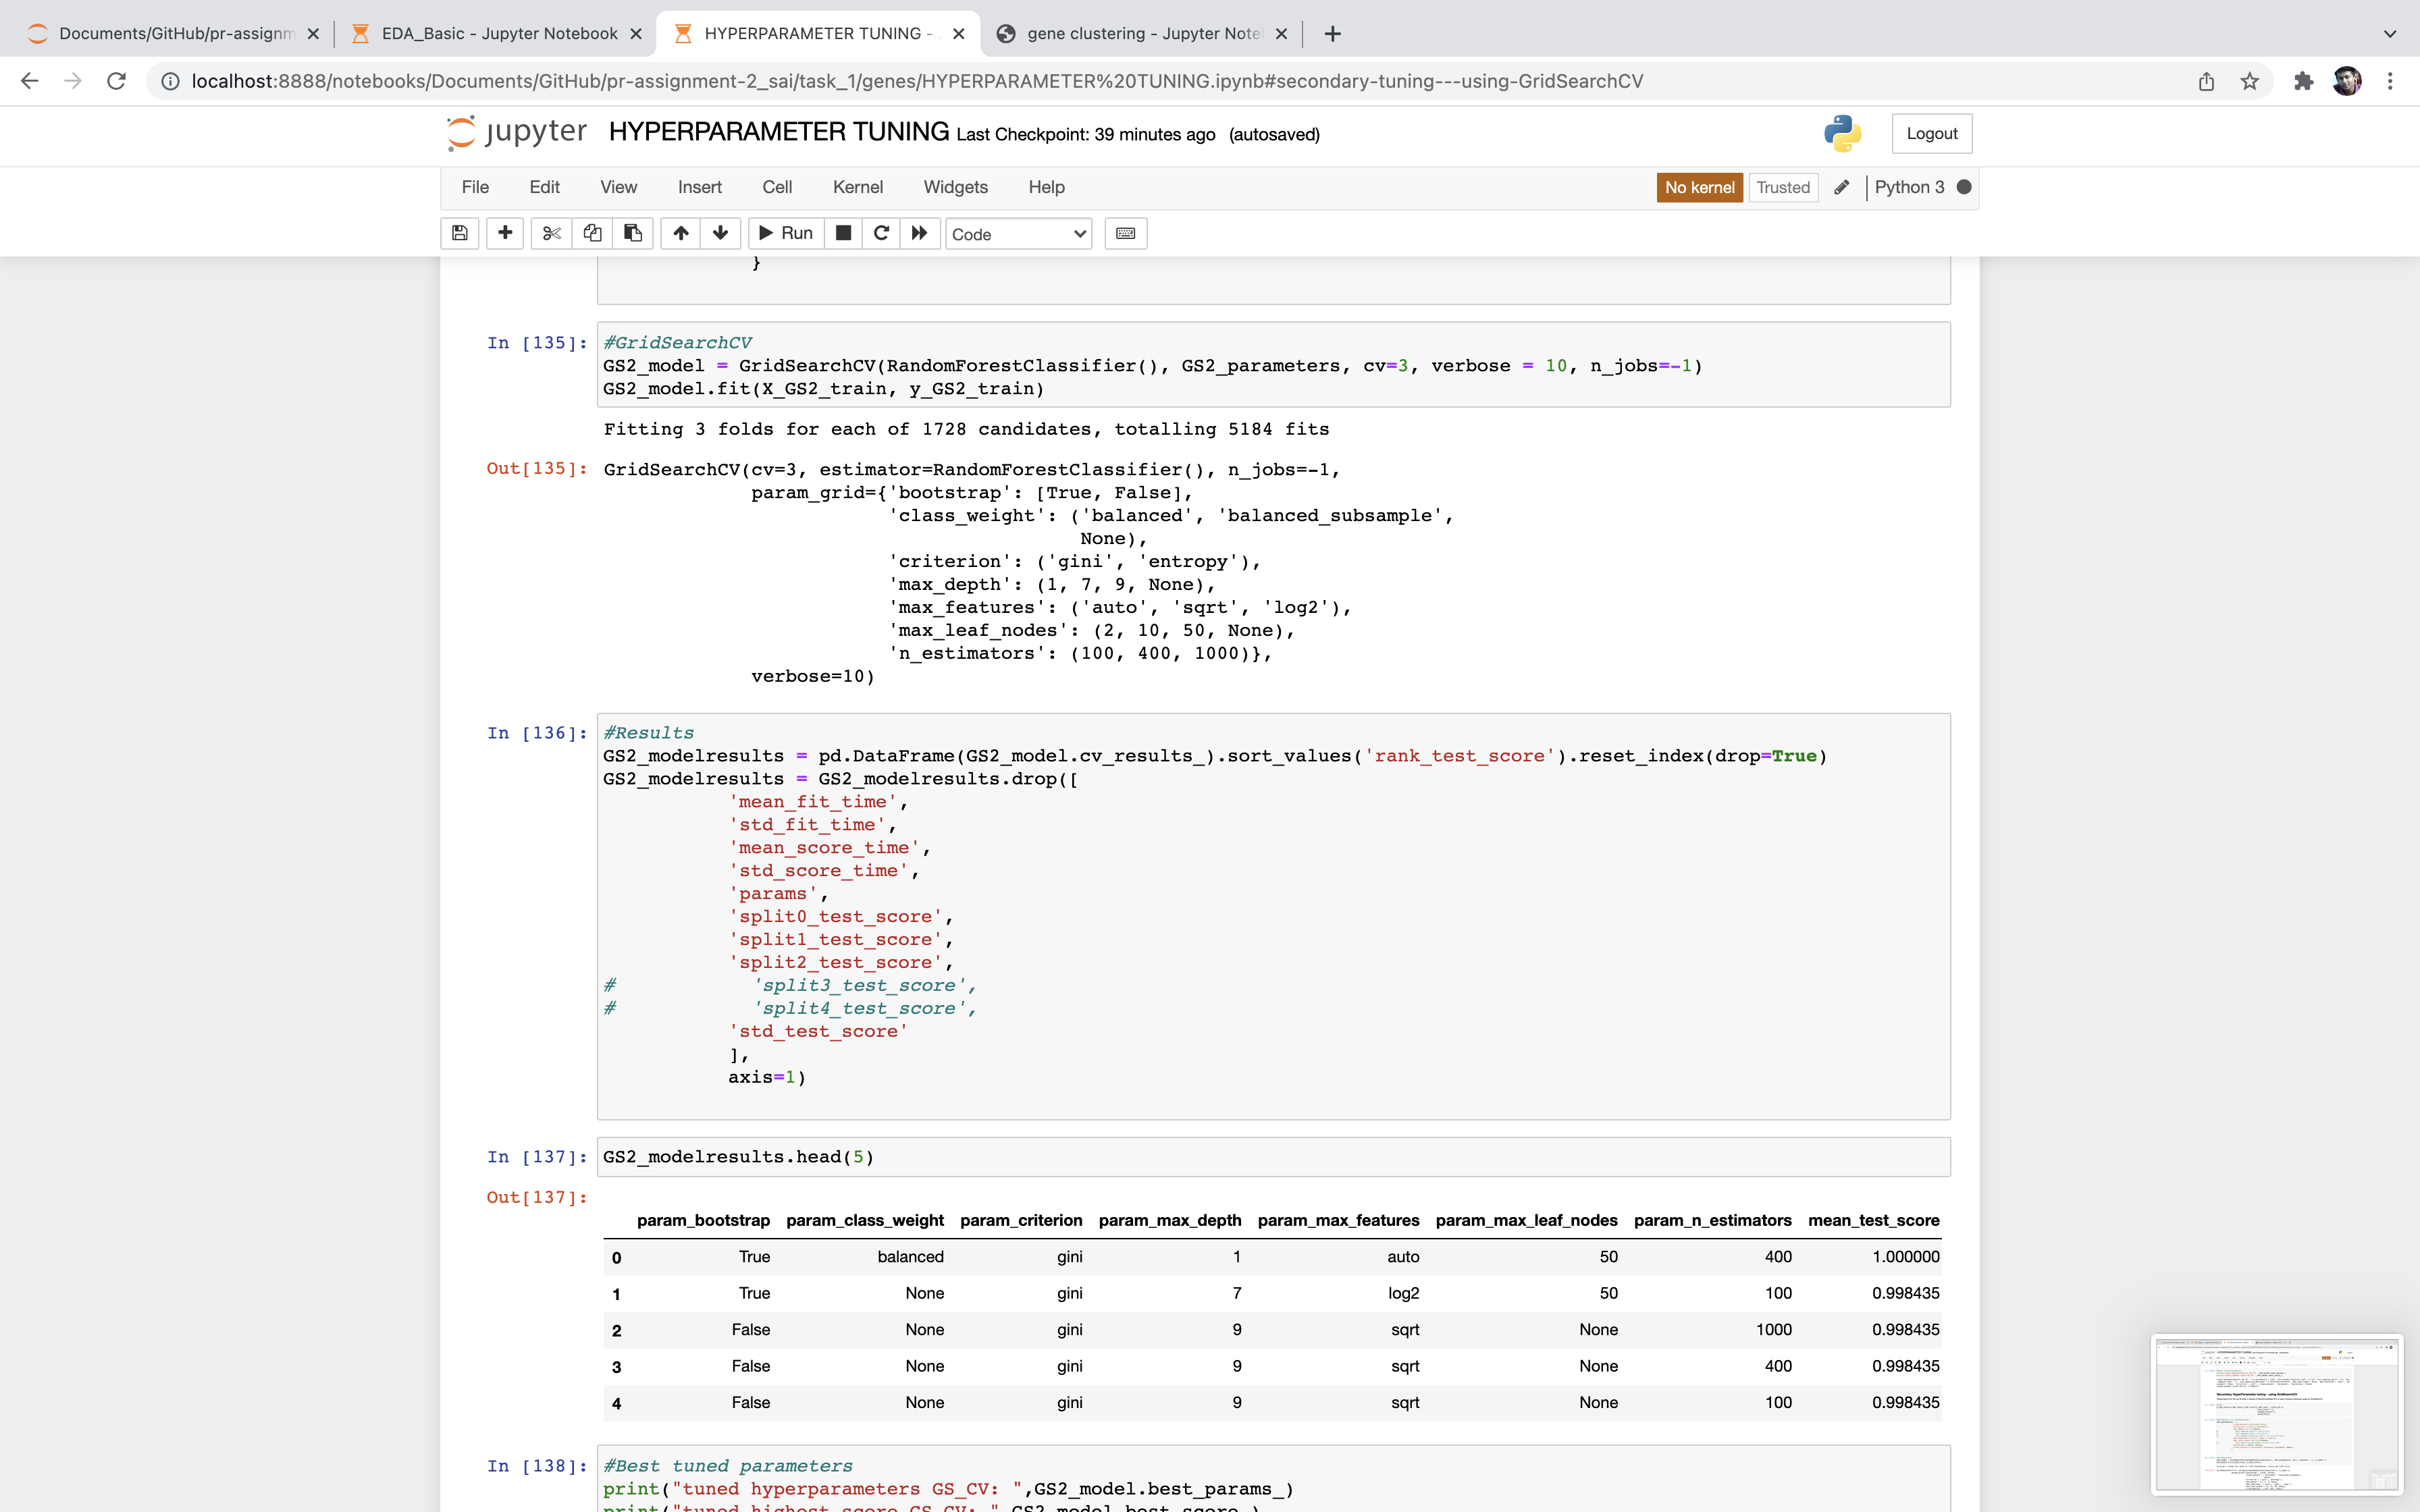 Documents/GitHub/pr-assignm
EDA_Basic - Jupyter Notebook
HYPERPARAMETER TUNING -
gene clustering - Jupyter Note
localhost:8888/notebooks/Documents/GitHub/pr-assignment-2_sai/task_1/genes/HYPERPARAMETER%20TUNING.ipynb#secondary-tuning---using-GridSearchCV
jupyter HYPERPARAMETER TUNING Last Checkpoint: 39 minutes ago (autosaved)
Logout
File Edit View Insert Cell Kernel Widgets Help
No kernel Trusted Python 3
Run Code
}
In [135]: #GridSearchCV
GS2_model = GridSearchCV(RandomForestClassifier(), GS2_parameters, cv=3, verbose = 10, n_jobs=-1)
GS2_model.fit(X_GS2_train, y_GS2_train)
Fitting 3 folds for each of 1728 candidates, totalling 5184 fits
Out[135]: GridSearchCV(cv=3, estimator=RandomForestClassifier(), n_jobs=-1,
param_grid={'bootstrap': [True, False],
'class_weight': ('balanced', 'balanced_subsample',
None),
'criterion': ('gini', 'entropy'),
'max_depth': (1, 7, 9, None),
'max_features': ('auto', 'sqrt', 'log2'),
'max_leaf_nodes': (2, 10, 50, None),
'n_estimators': (100, 400, 1000)},
verbose=10)
In [136]: #Results
GS2_modelresults = pd.DataFrame(GS2_model.cv_results_).sort_values('rank_test_score').reset_index(drop=True)
GS2_modelresults = GS2_modelresults.drop([
'mean_fit_time',
'std_fit_time',
'mean_score_time',
'std_score_time',
'params',
'split0_test_score',
'split1_test_score',
'split2_test_score',
# 'split3_test_score',
# 'split4_test_score',
'std_test_score'
],
axis=1)
In [137]: GS2_modelresults.head(5)
Out[137]:
param_bootstrap param_class_weight param_criterion param_max_depth param_max_features param_max_leaf_nodes param_n_estimators mean_test_score
0 True balanced gini 1 auto 50 400 1.000000
1 True None gini 7 log2 50 100 0.998435
2 False None gini 9 sqrt None 1000 0.998435
3 False None gini 9 sqrt None 400 0.998435
4 False None gini 9 sqrt None 100 0.998435
In [138]: #Best tuned parameters
print("tuned hyperparameters GS_CV: ",GS2_model.best_params_)
print("tuned highest score GS_CV: ",GS2_model.best_score_)